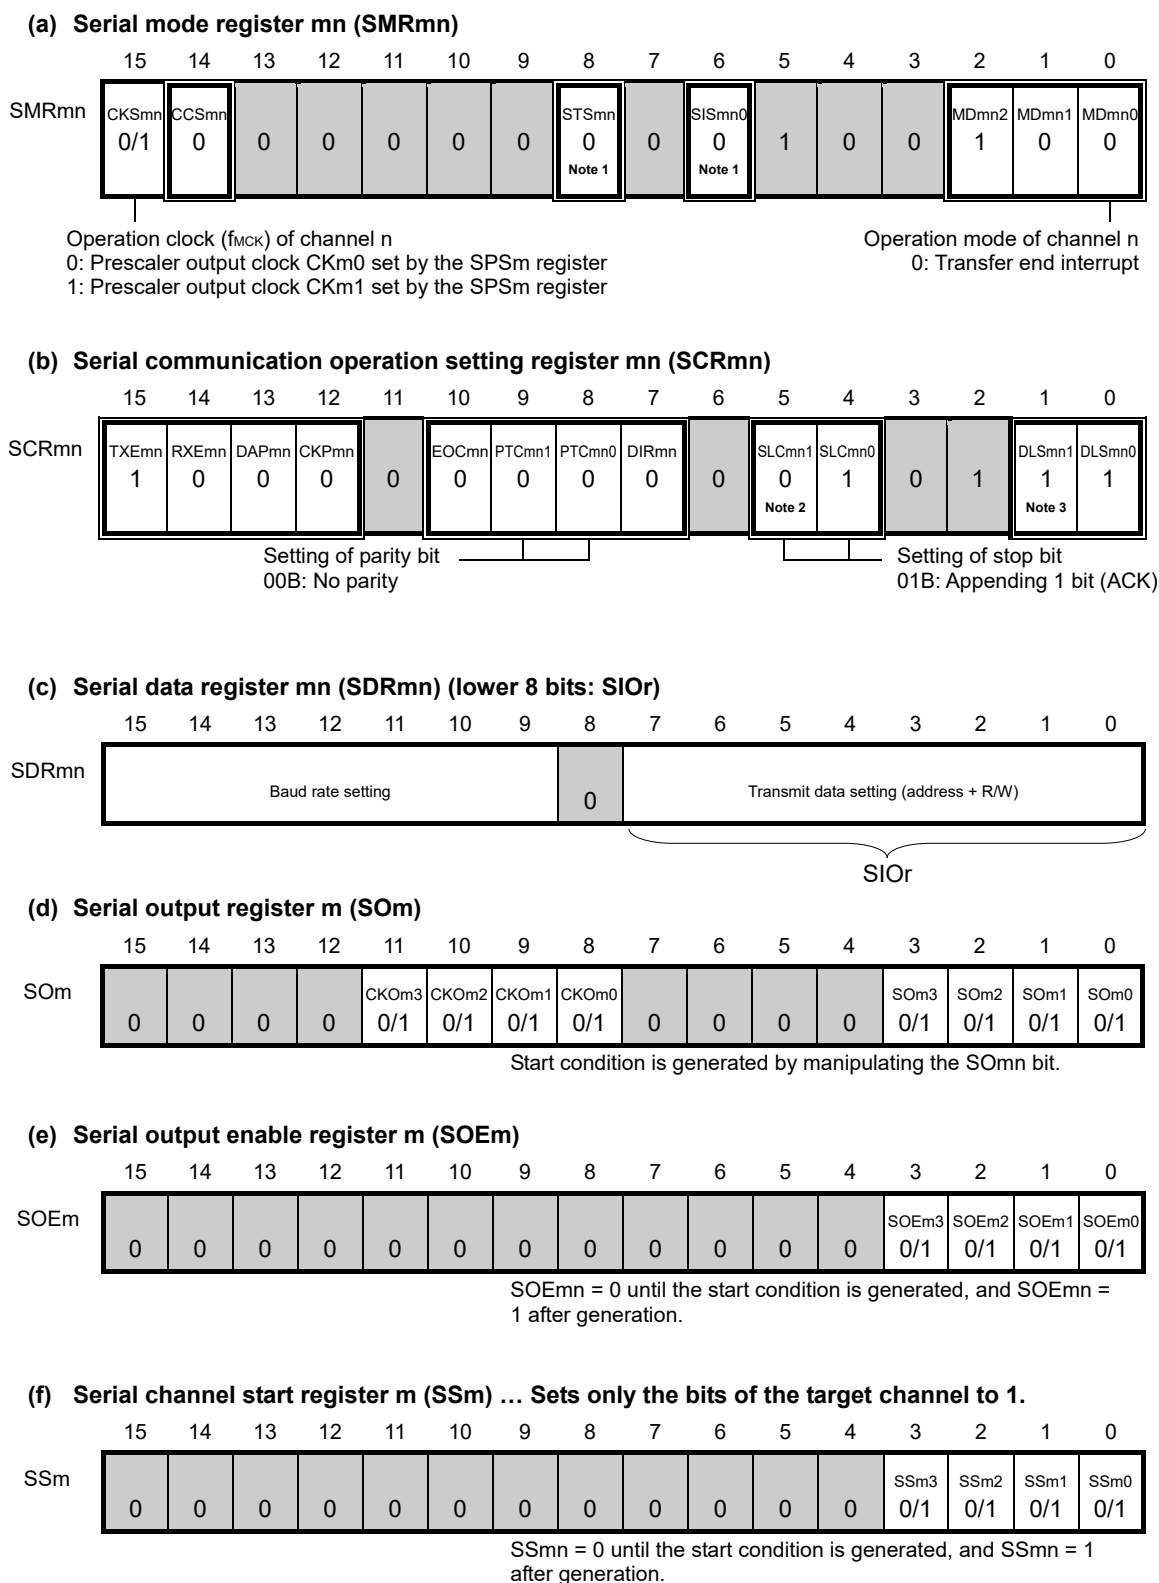 (a) Serial mode register mn (SMRmn)
15 14 13 12 11 10 9 8 7 6 5 4 3 2 1 0
SMRmn CKSmn CCSmn STSmn SISmn0 MDmn2 MDmn1 MDmn0
0/1 0 0 0 0 0 0 0 0 0 1 0 0 1 0 0
Note 1 Note 1
Operation clock (fMCK) of channel n
0: Prescaler output clock CKm0 set by the SPSm register
1: Prescaler output clock CKm1 set by the SPSm register
Operation mode of channel n
0: Transfer end interrupt
(b) Serial communication operation setting register mn (SCRmn)
15 14 13 12 11 10 9 8 7 6 5 4 3 2 1 0
SCRmn TXEmn RXEmn DAPmn CKPmn EOCmn PTCmn1 PTCmn0 DIRmn SLCmn1 SLCmn0 DLSmn1 DLSmn0
1 0 0 0 0 0 0 0 0 0 0 1 0 1 1 1
Note 2 Note 3
Setting of parity bit
00B: No parity
Setting of stop bit
01B: Appending 1 bit (ACK)
(c) Serial data register mn (SDRmn) (lower 8 bits: SIOr)
15 14 13 12 11 10 9 8 7 6 5 4 3 2 1 0
SDRmn
Baud rate setting 0 Transmit data setting (address + R/W)
SIOr
(d) Serial output register m (SOm)
15 14 13 12 11 10 9 8 7 6 5 4 3 2 1 0
SOm CKOm3 CKOm2 CKOm1 CKOm0 SOm3 SOm2 SOm1 SOm0
0 0 0 0 0/1 0/1 0/1 0/1 0 0 0 0 0/1 0/1 0/1 0/1
Start condition is generated by manipulating the SOmn bit.
(e) Serial output enable register m (SOEm)
15 14 13 12 11 10 9 8 7 6 5 4 3 2 1 0
SOEm SOEm3 SOEm2 SOEm1 SOEm0
0 0 0 0 0 0 0 0 0 0 0 0 0/1 0/1 0/1 0/1
SOEmn = 0 until the start condition is generated, and SOEmn =
1 after generation.
(f) Serial channel start register m (SSm) … Sets only the bits of the target channel to 1.
15 14 13 12 11 10 9 8 7 6 5 4 3 2 1 0
SSm SSm3 SSm2 SSm1 SSm0
0 0 0 0 0 0 0 0 0 0 0 0 0/1 0/1 0/1 0/1
SSmn = 0 until the start condition is generated, and SSmn = 1
after generation.